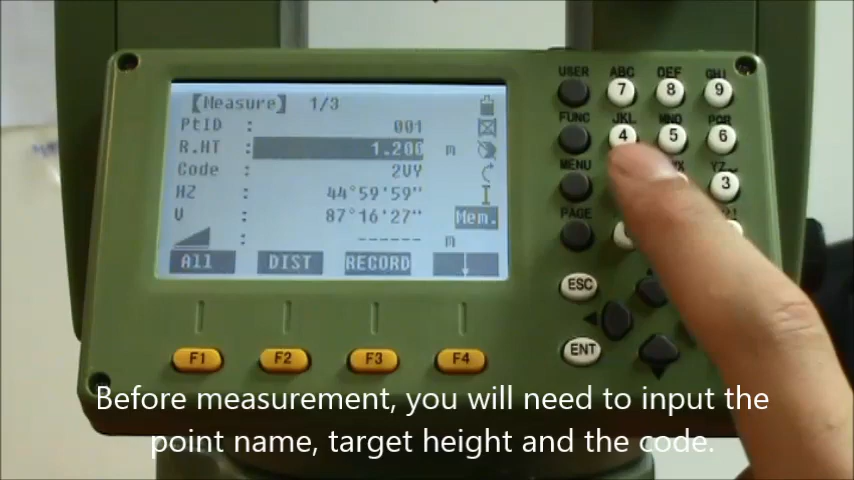 【Measure】 1/3
PtID : 001
R.HT : 1.200 m
Code : 2UY
HZ : 44°59'59"
V : 87°16'27" Mem.
: ------ m
All DIST RECORD ↓
USER ABC DEF GHI
7 8 9
FUNC JKL MNO PQR
4 5 6
MENU YZ
3
PAGE
ESC
ENT
F1 F2 F3 F4
Before measurement, you will need to input the
point name, target height and the code.